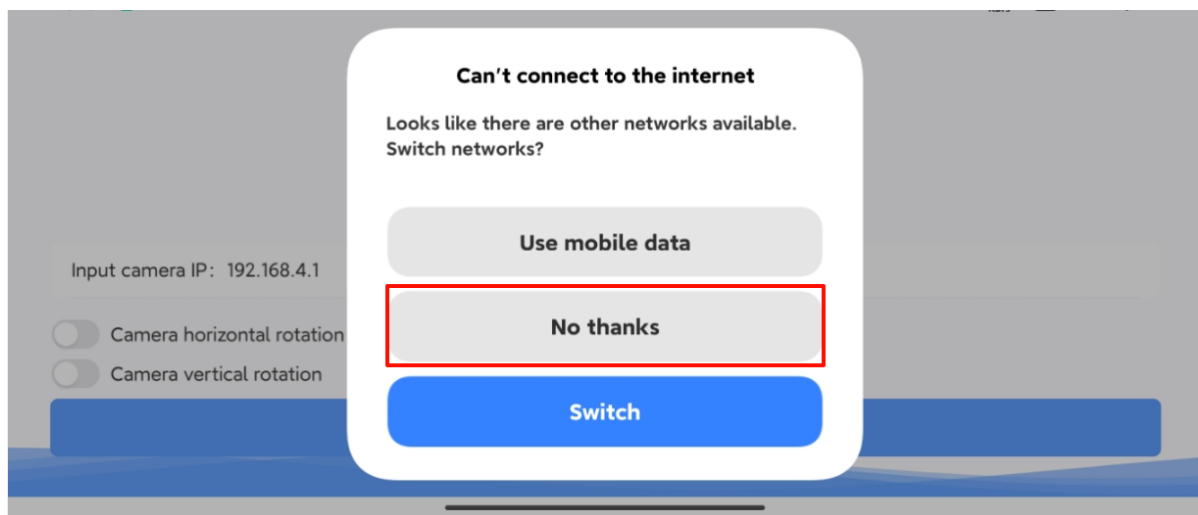 Can't connect to the internet
Looks like there are other networks available.
Switch networks?
Use mobile data
Input camera IP: 192.168.4.1
No thanks
Camera horizontal rotation
Camera vertical rotation
Switch